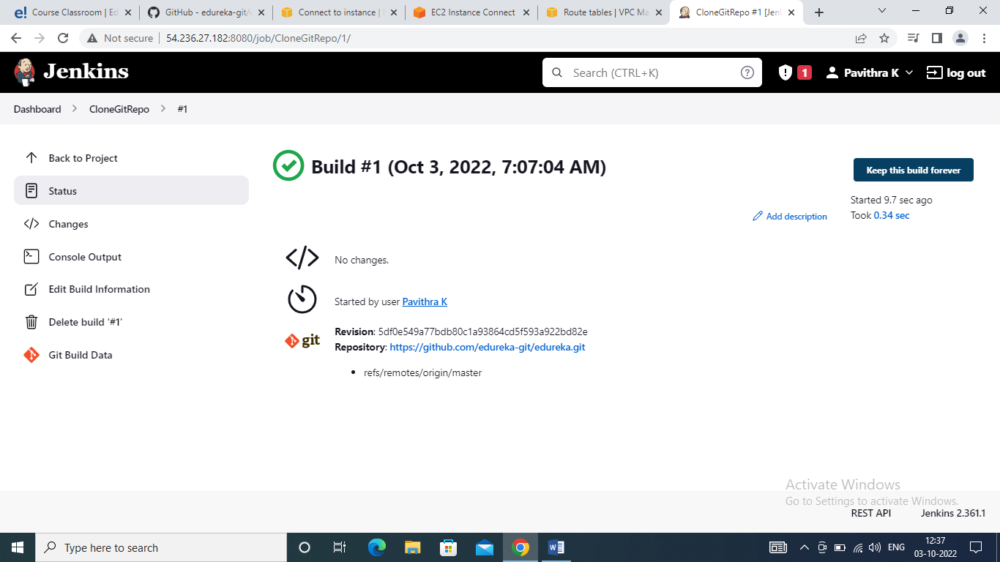 e! Course Classroom | Ed
GitHub - edureka-git/
Connect to instance |
EC2 Instance Connect
Route tables | VPC Ma
CloneGitRepo #1 [Jen
Not secure
54.236.27.182:8080/job/CloneGitRepo/1/
Jenkins
Search (CTRL+K)
?
1
Pavithra K
log out
Dashboard
CloneGitRepo
#1
Back to Project
Status
Changes
Console Output
Edit Build Information
Delete build ‘#1’
Git Build Data
Build #1 (Oct 3, 2022, 7:07:04 AM)
Keep this build forever
Started 9.7 sec ago
Took 0.34 sec
Add description
No changes.
Started by user Pavithra K
git
Revision: 5df0e549a77bdb80c1a93864cd5f593a922bd82e
Repository: https://github.com/edureka-git/edureka.git
• refs/remotes/origin/master
Activate Windows
Go to Settings to activate Windows.
REST API
Jenkins 2.361.1
Type here to search
ENG
12:37
03-10-2022